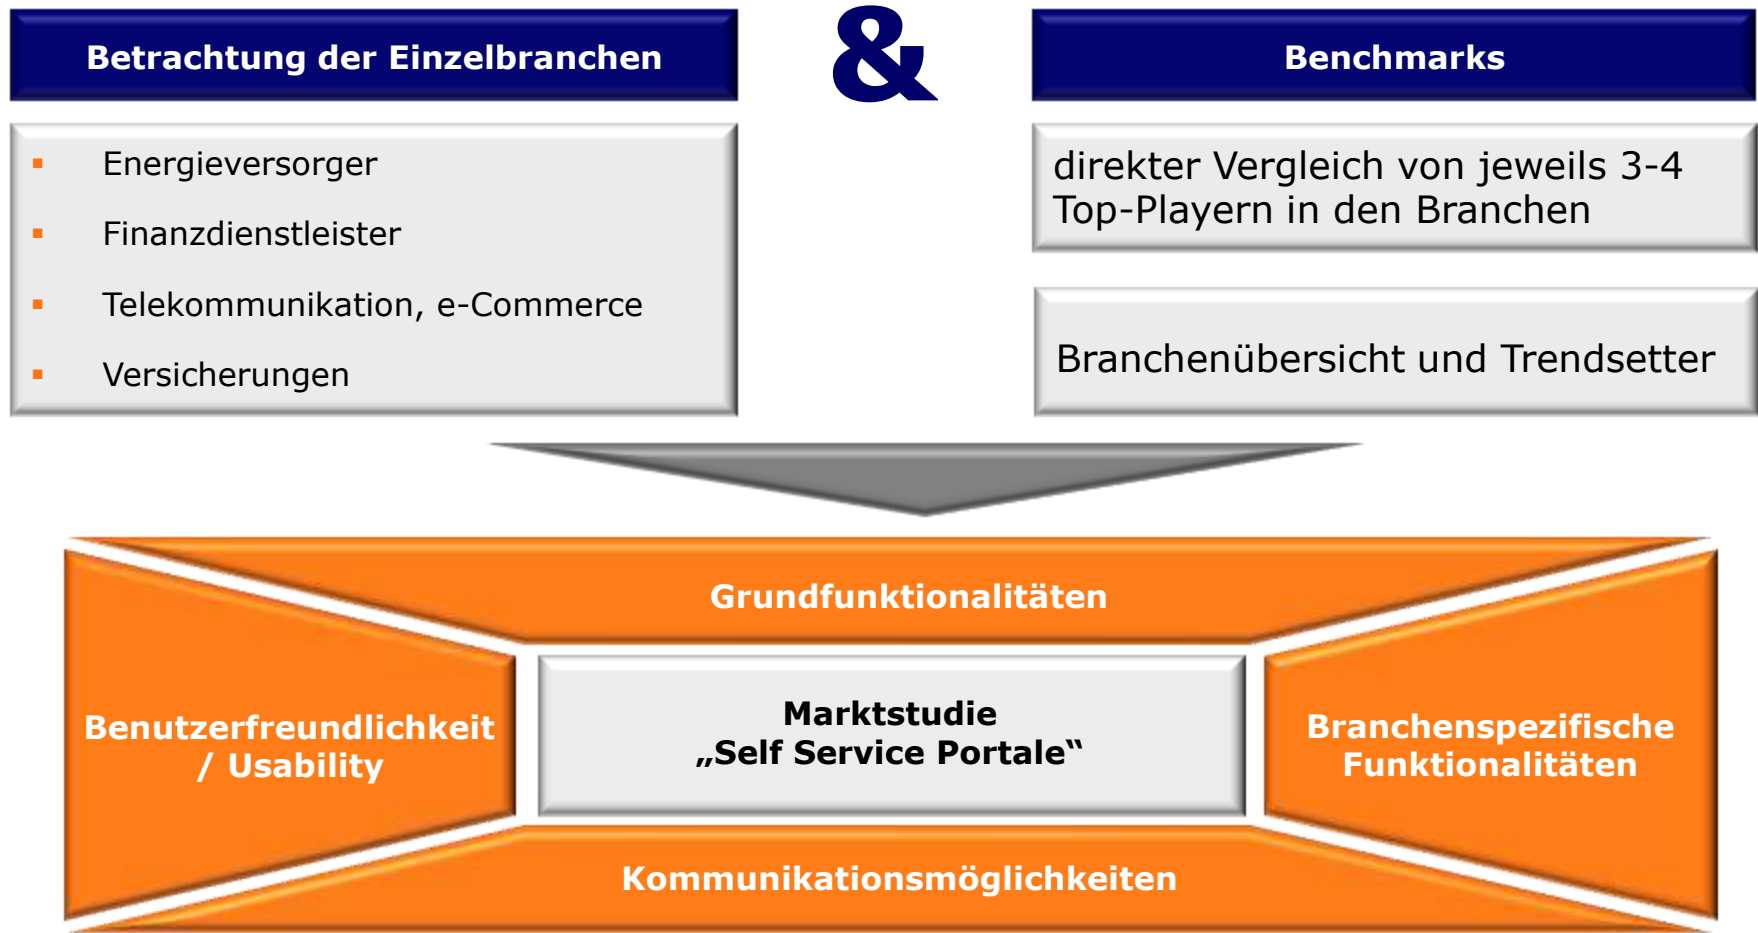 Betrachtung der Einzelbranchen
&
Benchmarks
▪ Energieversorger
▪ Finanzdienstleister
▪ Telekommunikation, e-Commerce
▪ Versicherungen
direkter Vergleich von jeweils 3-4
Top-Playern in den Branchen
Branchenübersicht und Trendsetter
Grundfunktionalitäten
Benutzerfreundlichkeit
/ Usability
Marktstudie
„Self Service Portale“
Branchenspezifische
Funktionalitäten
Kommunikationsmöglichkeiten